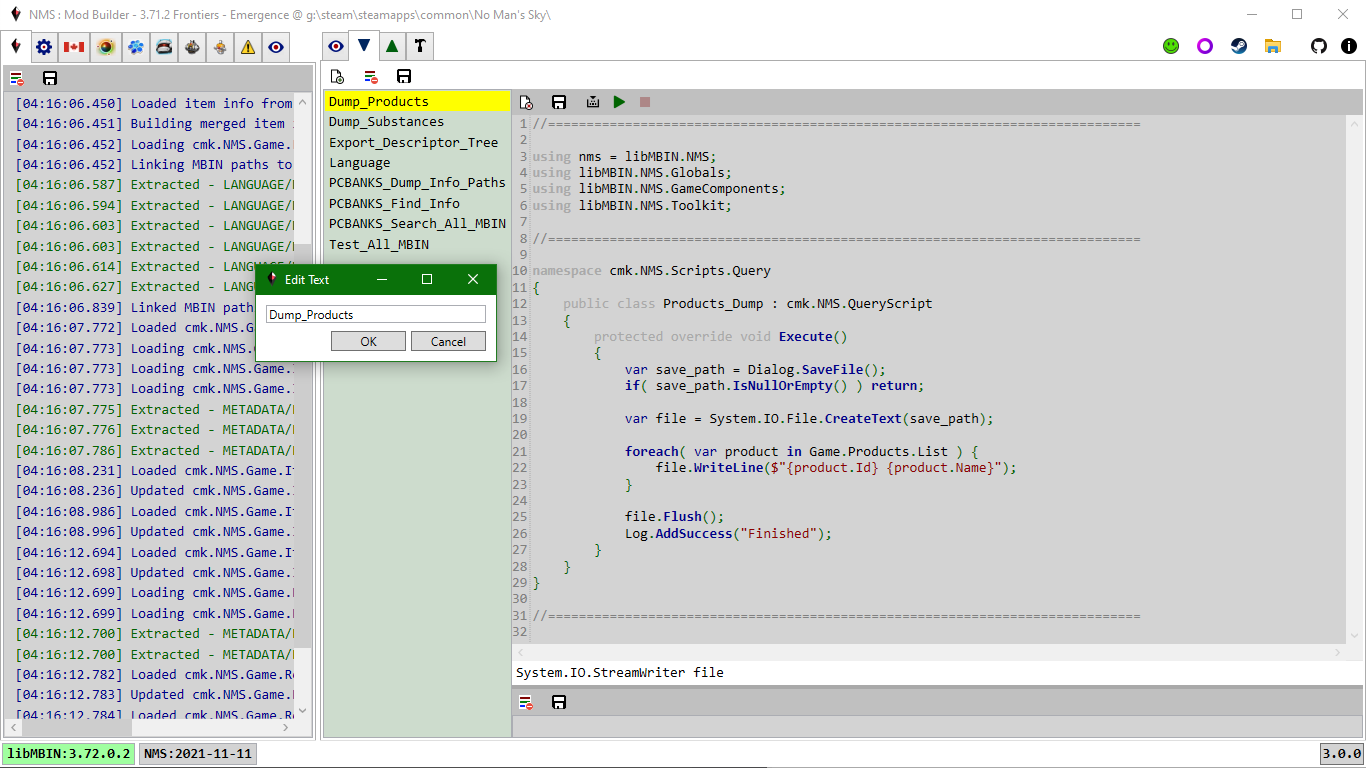 NMS : Mod Builder - 3.71.2 Frontiers - Emergence @ g:\steam\steamapps\common\No Man's Sky\
[04:16:06.450] Loaded item info from
[04:16:06.451] Building merged item
[04:16:06.452] Loading cmk.NMS.Game.
[04:16:06.452] Linking MBIN paths to
[04:16:06.587] Extracted - LANGUAGE/
[04:16:06.594] Extracted - LANGUAGE/
[04:16:06.603] Extracted - LANGUAGE/
[04:16:06.603] Extracted - LANGUAGE/
[04:16:06.614] Extracted - LANGUAGE/
[04:16:06.627] Extracted - LANGUAGE/
[04:16:06.839] Linked MBIN path
[04:16:07.772] Loaded cmk.NMS.G
[04:16:07.773] Loading cmk.NMS.
[04:16:07.773] Loading cmk.NMS.Game.I
[04:16:07.773] Loading cmk.NMS.Game.I
[04:16:07.775] Extracted - METADATA/
[04:16:07.776] Extracted - METADATA/
[04:16:07.786] Extracted - METADATA/
[04:16:08.231] Loaded cmk.NMS.Game.It
[04:16:08.236] Updated cmk.NMS.Game.I
[04:16:08.986] Loaded cmk.NMS.Game.It
[04:16:08.996] Updated cmk.NMS.Game.I
[04:16:12.694] Loaded cmk.NMS.Game.It
[04:16:12.698] Updated cmk.NMS.Game.I
[04:16:12.699] Loading cmk.NMS.Game.R
[04:16:12.699] Loading cmk.NMS.Game.R
[04:16:12.700] Extracted - METADATA/
[04:16:12.700] Extracted - METADATA/
[04:16:12.782] Loaded cmk.NMS.Game.Re
[04:16:12.783] Updated cmk.NMS.Game.R
[04:16:12.784] Loaded cmk.NMS.Game.Re
Dump_Products
Dump_Substances
Export_Descriptor_Tree
Language
PCBANKS_Dump_Info_Paths
PCBANKS_Find_Info
PCBANKS_Search_All_MBIN
Test_All_MBIN
Edit Text
Dump_Products
OK Cancel
1 //=============================================================================
2
3 using nms = libMBIN.NMS;
4 using libMBIN.NMS.Globals;
5 using libMBIN.NMS.GameComponents;
6 using libMBIN.NMS.Toolkit;
7
8 //=============================================================================
9
10 namespace cmk.NMS.Scripts.Query
11 {
12 public class Products_Dump : cmk.NMS.QueryScript
13 {
14 protected override void Execute()
15 {
16 var save_path = Dialog.SaveFile();
17 if( save_path.IsNullOrEmpty() ) return;
18
19 var file = System.IO.File.CreateText(save_path);
20
21 foreach( var product in Game.Products.List ) {
22 file.WriteLine($"{product.Id} {product.Name}");
23 }
24
25 file.Flush();
26 Log.AddSuccess("Finished");
27 }
28 }
29 }
30
31 //=============================================================================
32
System.IO.StreamWriter file
libMBIN:3.72.0.2 NMS:2021-11-11
3.0.0